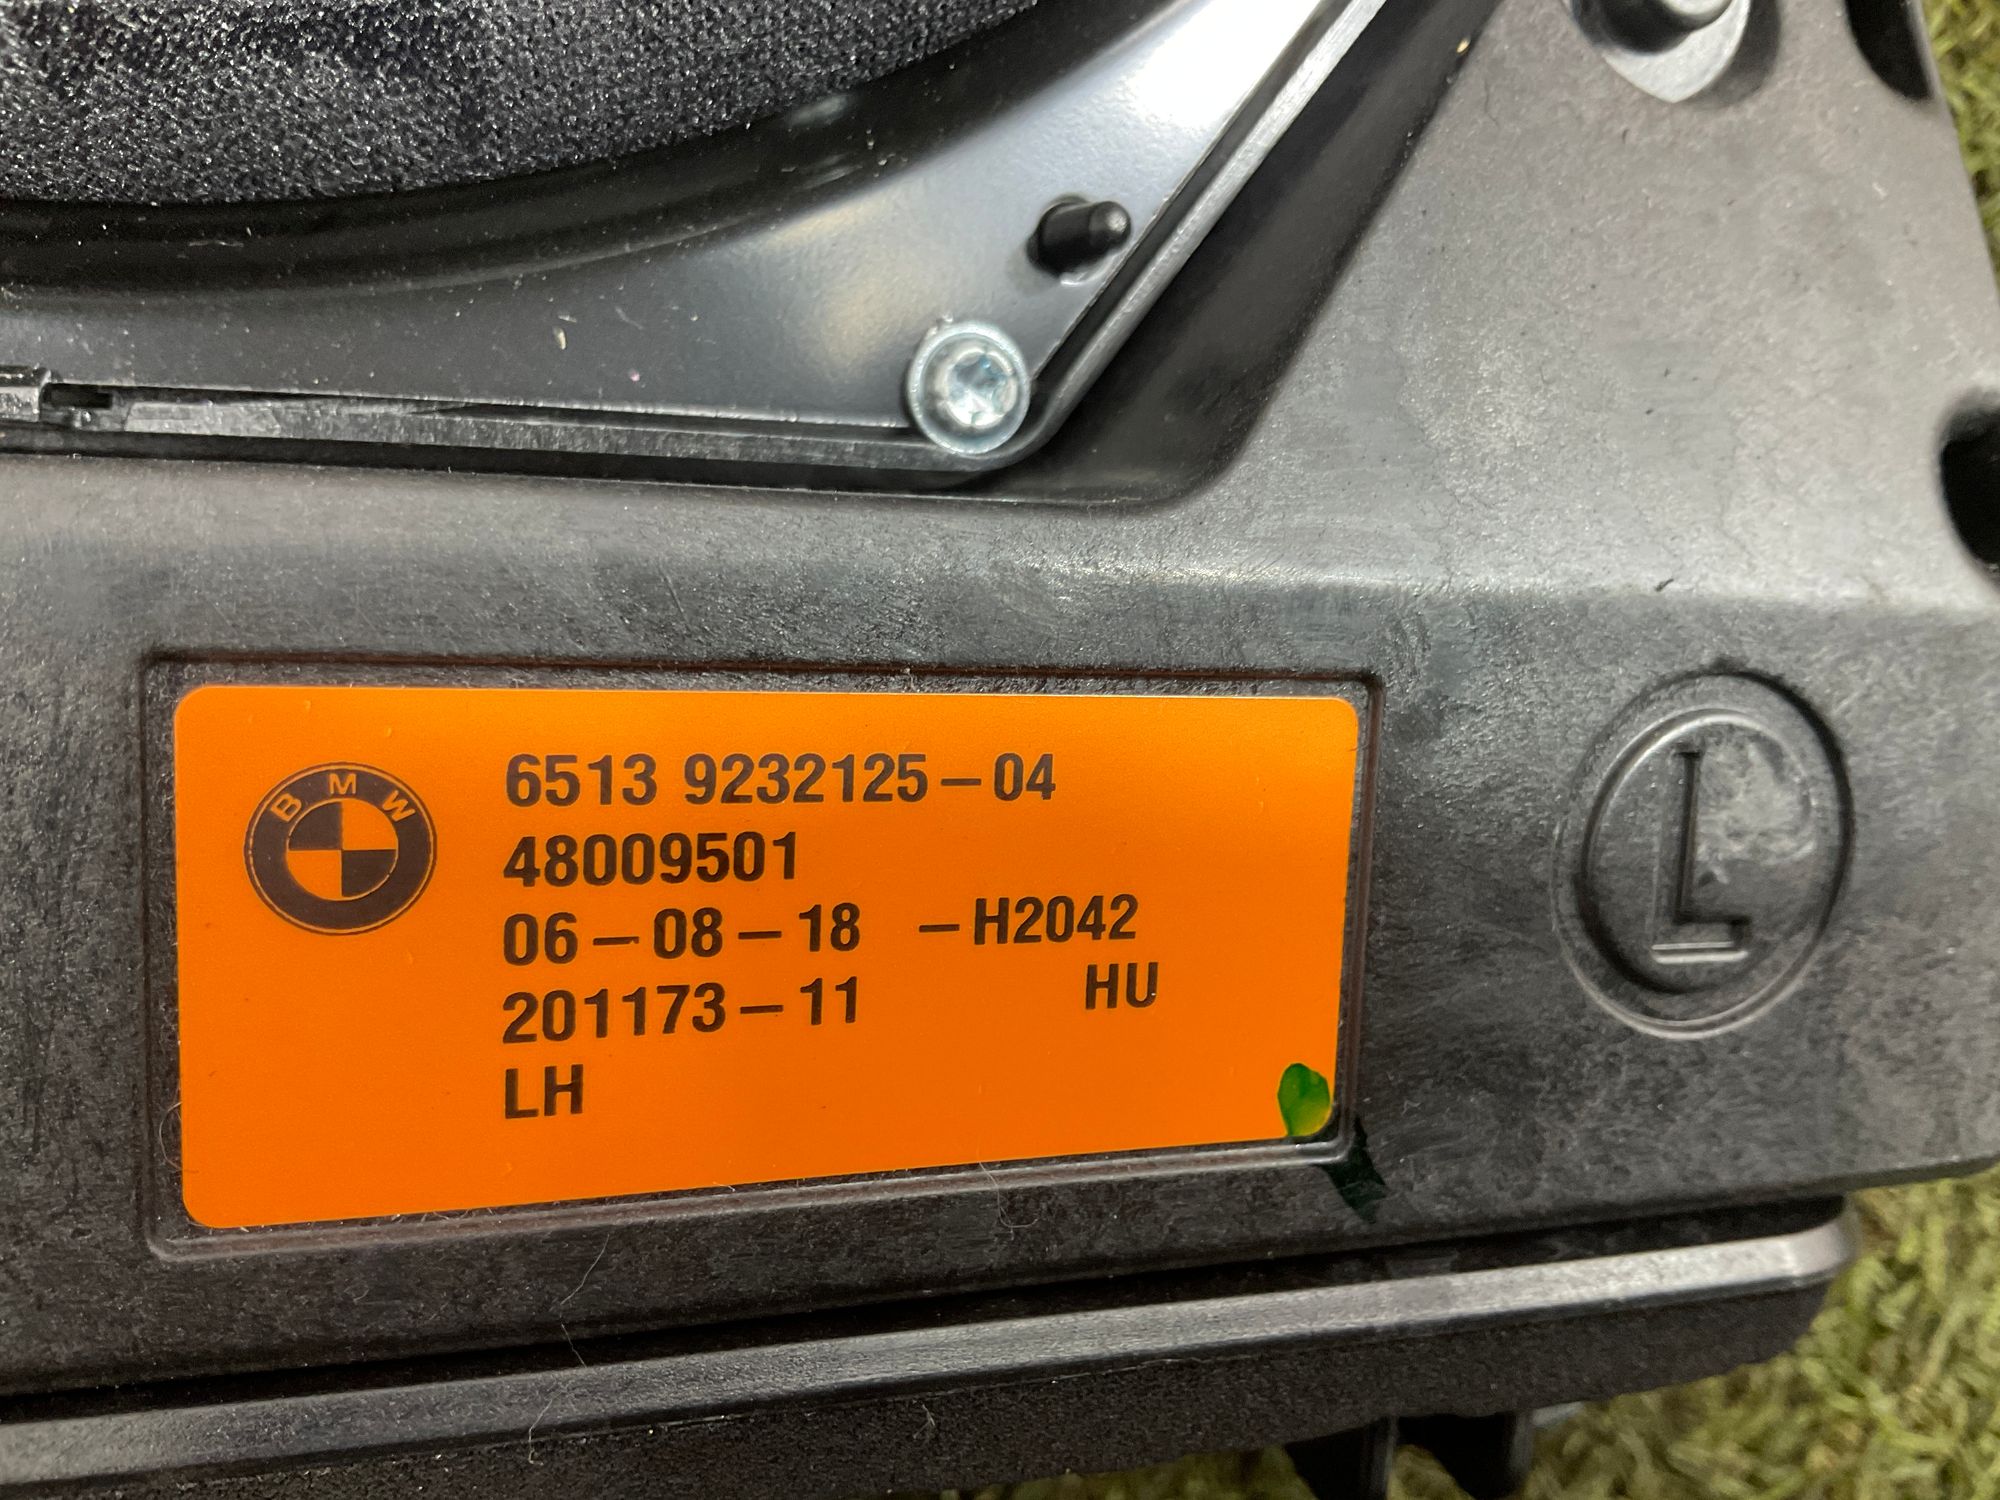 BMW
6513 9232125-04
48009501
06-08-18 -H2042
201173-11 HU
LH
L